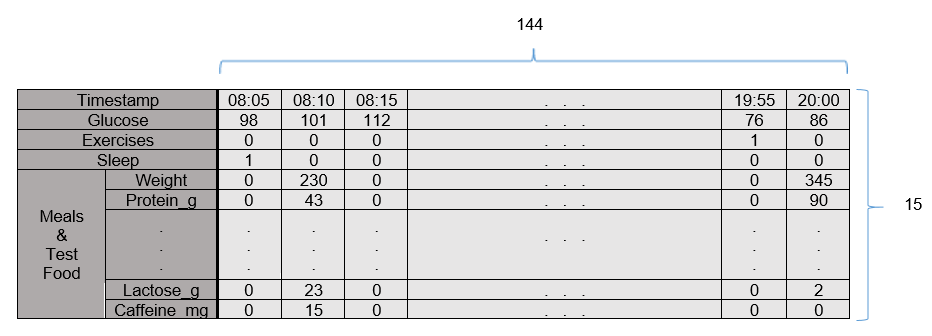 144
Timestamp 08:05 08:10 08:15 . . . 19:55 20:00
Glucose 98 101 112 . . . 76 86
Exercises 0 0 0 . . . 1 0
Sleep 1 0 0 . . . 0 0
Meals & Test Food
Weight 0 230 0 . . . 0 345
Protein_g 0 43 0 . . . 0 90
. . . . . . . . .
. . . . . .
. . . . . .
Lactose_g 0 23 0 . . . 0 2
Caffeine_mg 0 15 0 . . . 0 0
15